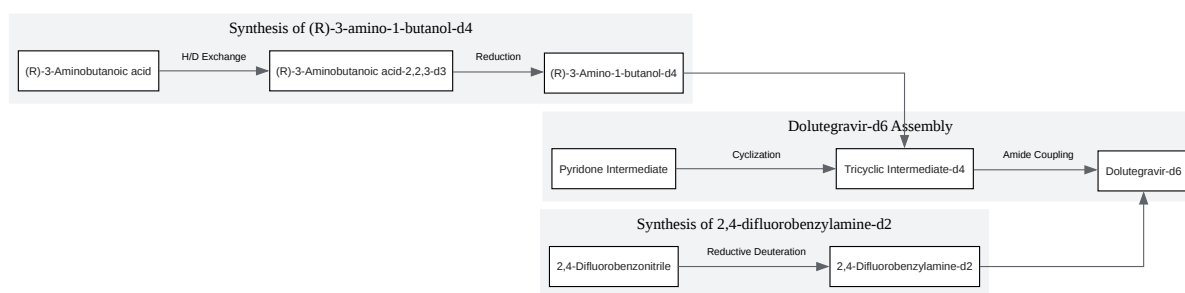 Synthesis of (R)-3-amino-1-butanol-d4
(R)-3-Aminobutanoic acid
H/D Exchange
(R)-3-Aminobutanoic acid-2,2,3-d3
Reduction
(R)-3-Amino-1-butanol-d4
Dolutegravir-d6 Assembly
Pyridone Intermediate
Cyclization
Tricyclic Intermediate-d4
Amide Coupling
Dolutegravir-d6
Synthesis of 2,4-difluorobenzylamine-d2
2,4-Difluorobenzonitrile
Reductive Deuteration
2,4-Difluorobenzylamine-d2